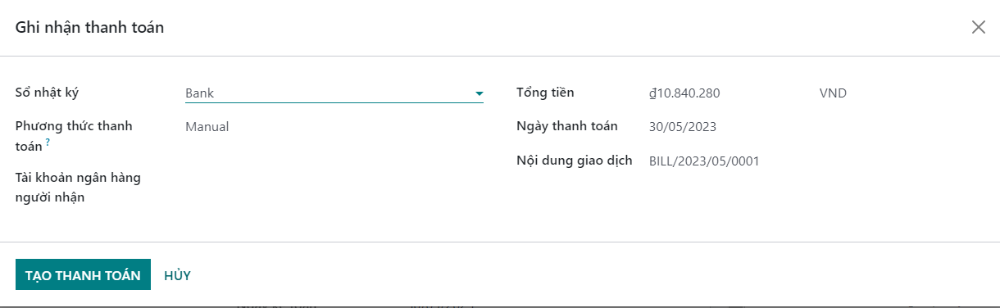 Ghi nhận thanh toán
Sổ nhật ký
Bank
Phương thức thanh
toán ?
Manual
Tài khoản ngân hàng
người nhận
Tổng tiền
₫10.840.280
VND
Ngày thanh toán
30/05/2023
Nội dung giao dịch
BILL/2023/05/0001
TẠO THANH TOÁN
HỦY